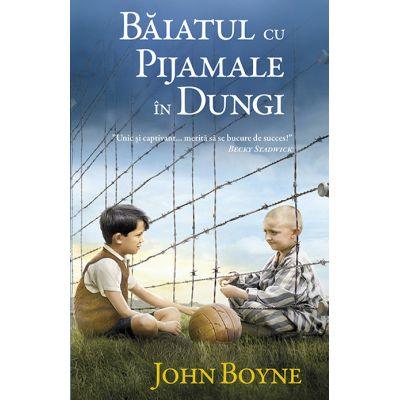 BĂIATUL CU
PIJAMALE
ÎN DUNGI
"Unic și captivant... merită să se bucure de succes!"
BECKY STADWICK
JOHN BOYNE